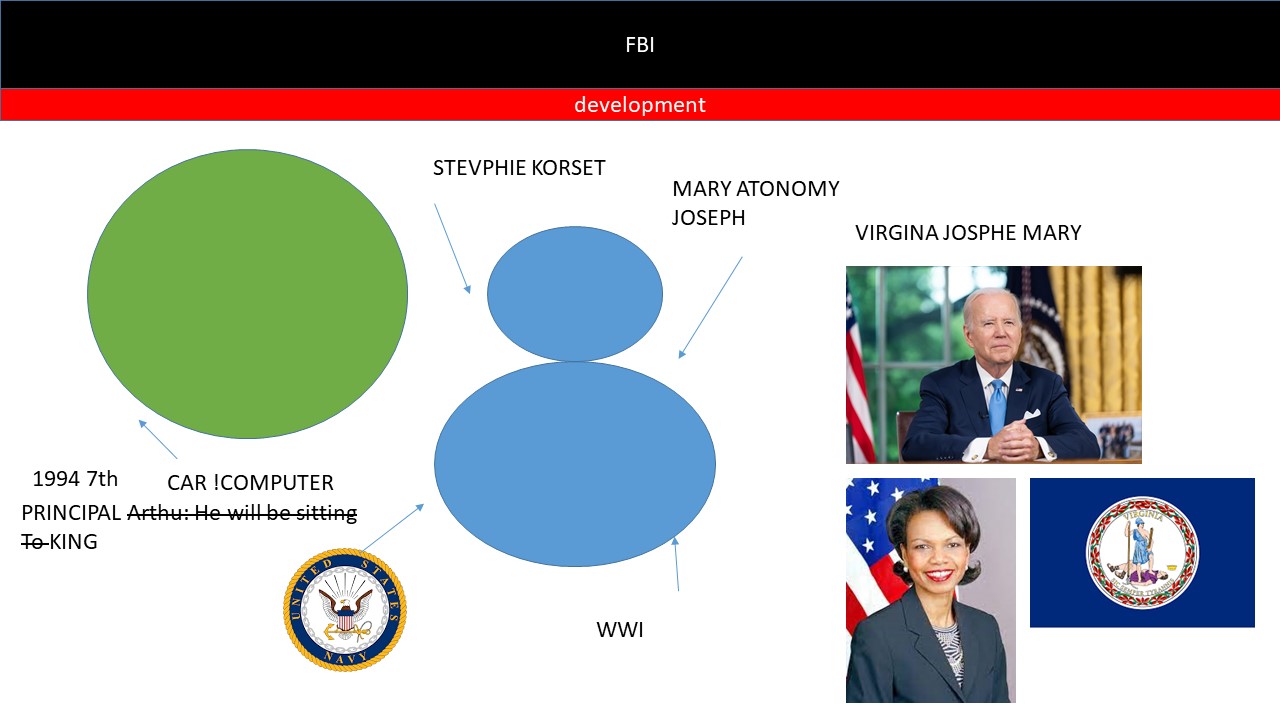 FBI
development
STEVPHIE KORSET
MARY ATONOMY
JOSEPH
VIRGINA JOSPHE MARY
1994 7th
CAR !COMPUTER
PRINCIPAL Arthu: He will be sitting
To KING
UNITED STATES
NAVY
WWI
VIRGINIA
SIC SEMPER TYRANNIS